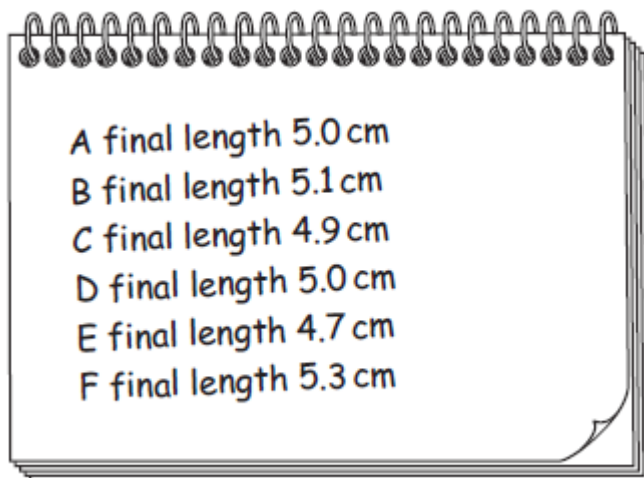 A final length 5.0 cm
B final length 5.1 cm
C final length 4.9 cm
D final length 5.0 cm
E final length 4.7 cm
F final length 5.3 cm